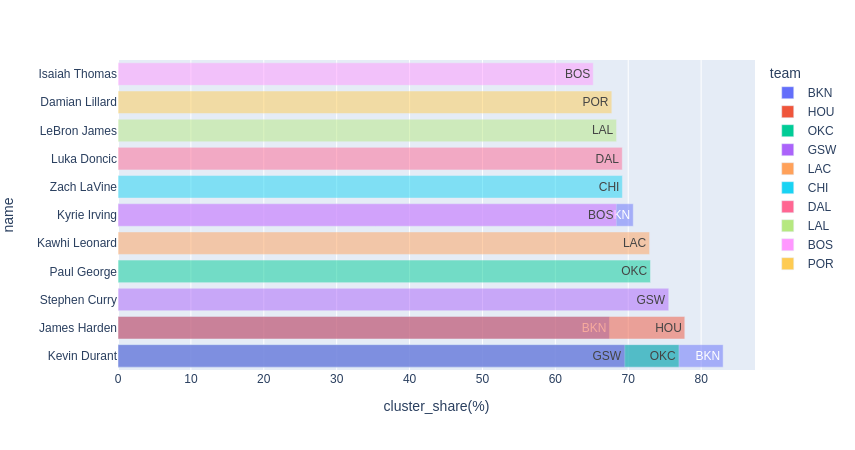 team
BKN
HOU
OKC
GSW
LAC
CHI
DAL
LAL
BOS
POR
name
Isaiah Thomas BOS
Damian Lillard POR
LeBron James LAL
Luka Doncic DAL
Zach LaVine CHI
Kyrie Irving BOS KN
Kawhi Leonard LAC
Paul George OKC
Stephen Curry GSW
James Harden BKN HOU
Kevin Durant GSW OKC BKN
0 10 20 30 40 50 60 70 80
cluster_share(%)